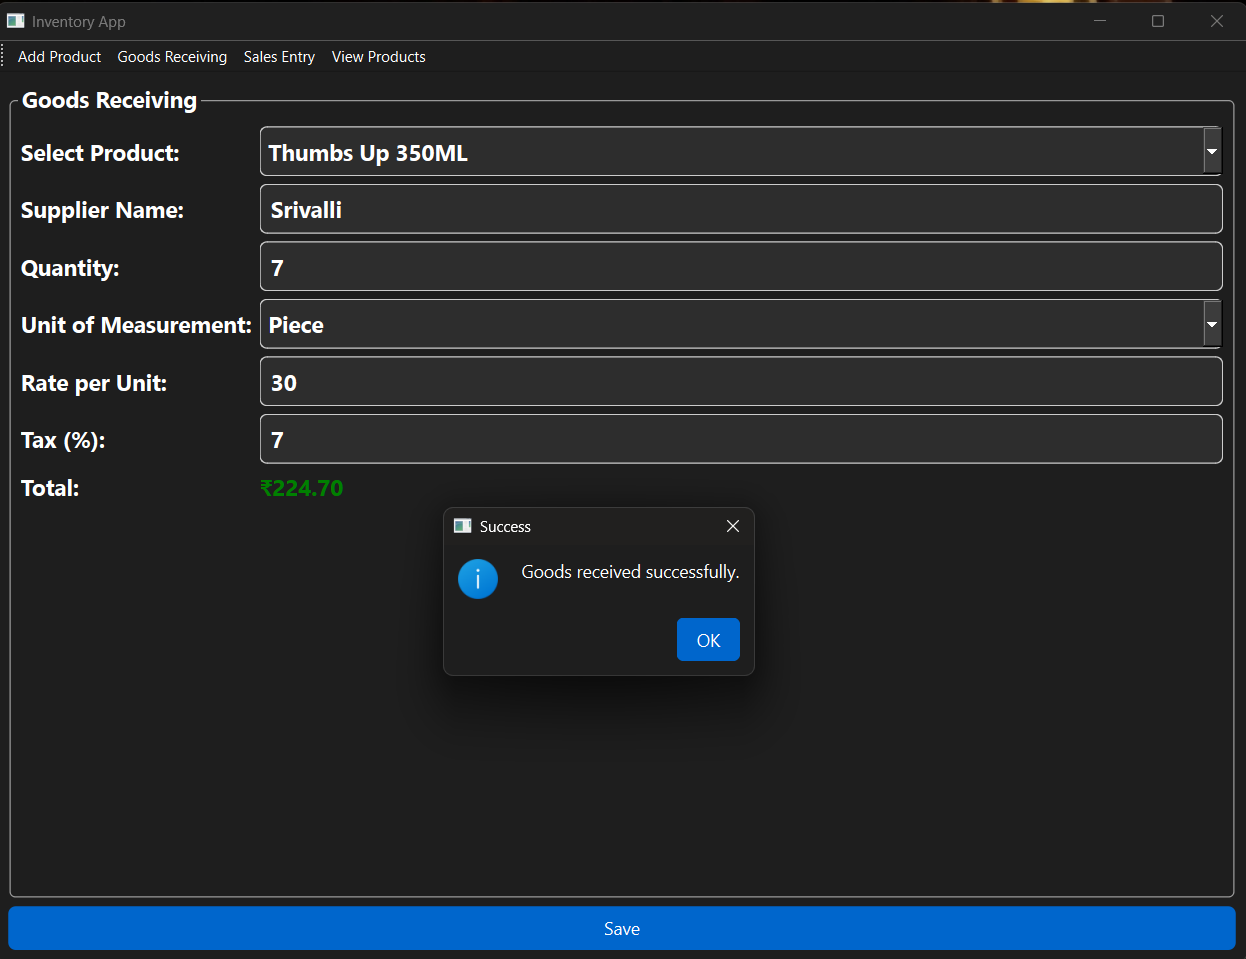 Inventory App
Add Product Goods Receiving Sales Entry View Products
Goods Receiving
Select Product: Thumbs Up 350ML
Supplier Name: Srivalli
Quantity: 7
Unit of Measurement: Piece
Rate per Unit: 30
Tax (%): 7
Total: ₹224.70
Success
Goods received successfully.
OK
Save